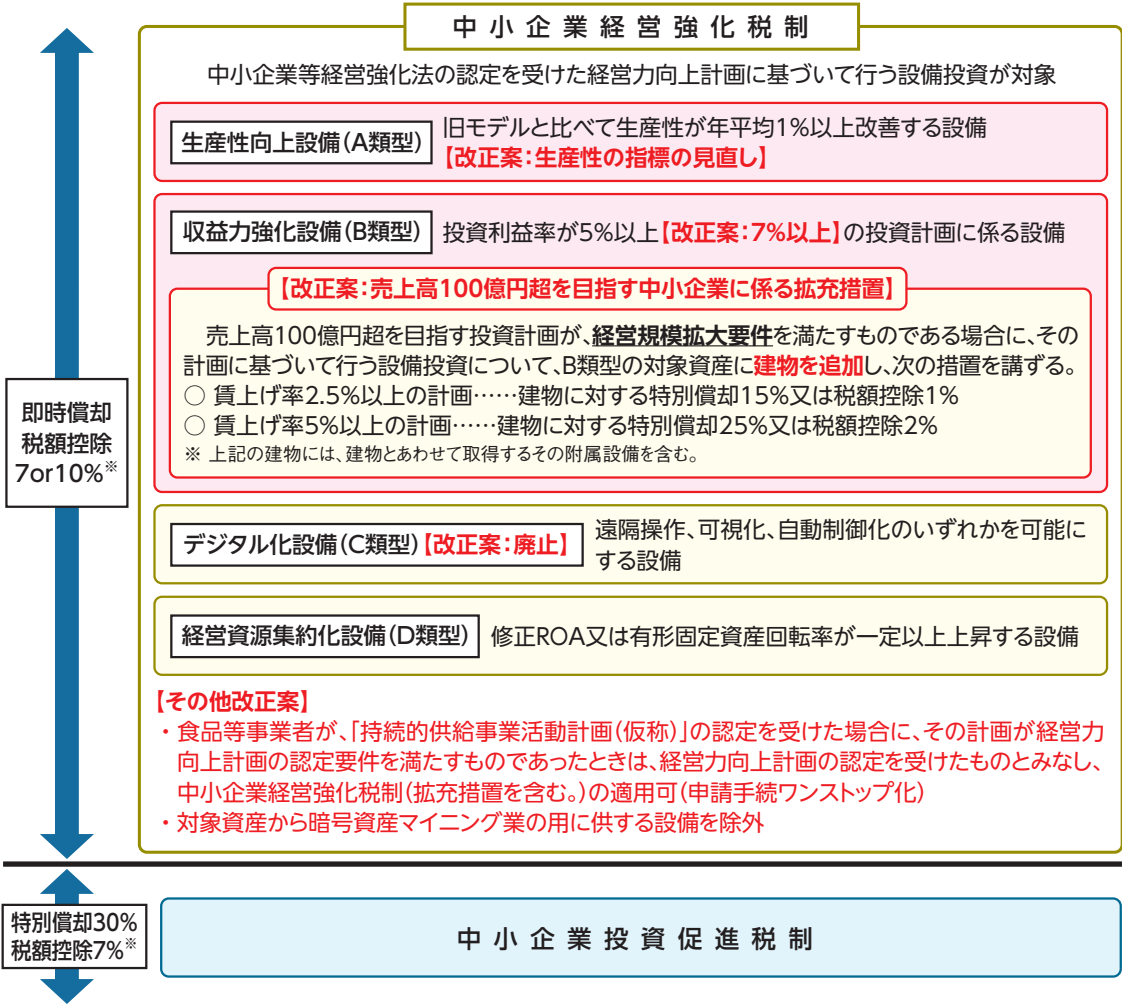 中小企業経営強化税制
中小企業等経営強化法の認定を受けた経営力向上計画に基づいて行う設備投資が対象
生産性向上設備(A類型)
旧モデルと比べて生産性が年平均1%以上改善する設備
【改正案:生産性の指標の見直し】
収益力強化設備(B類型)
投資利益率が5%以上【改正案:7%以上】の投資計画に係る設備
【改正案:売上高100億円超を目指す中小企業に係る拡充措置】
売上高100億円超を目指す投資計画が、経営規模拡大要件を満たすものである場合に、その
計画に基づいて行う設備投資について、B類型の対象資産に建物を追加し、次の措置を講ずる。
○ 賃上げ率2.5%以上の計画……建物に対する特別償却15%又は税額控除1%
○ 賃上げ率5%以上の計画……建物に対する特別償却25%又は税額控除2%
※ 上記の建物には、建物とあわせて取得するその附属設備を含む。
即時償却
税額控除
7or10%※
デジタル化設備(C類型)【改正案:廃止】
遠隔操作、可視化、自動制御化のいずれかを可能に
する設備
経営資源集約化設備(D類型)
修正ROA又は有形固定資産回転率が一定以上上昇する設備
【その他改正案】
・食品等事業者が、「持続的供給事業活動計画(仮称)」の認定を受けた場合に、その計画が経営力
向上計画の認定要件を満たすものであったときは、経営力向上計画の認定を受けたものとみなし、
中小企業経営強化税制(拡充措置を含む。)の適用可(申請手続ワンストップ化)
・対象資産から暗号資産マイニング業の用に供する設備を除外
特別償却30%
税額控除7%※
中小企業投資促進税制